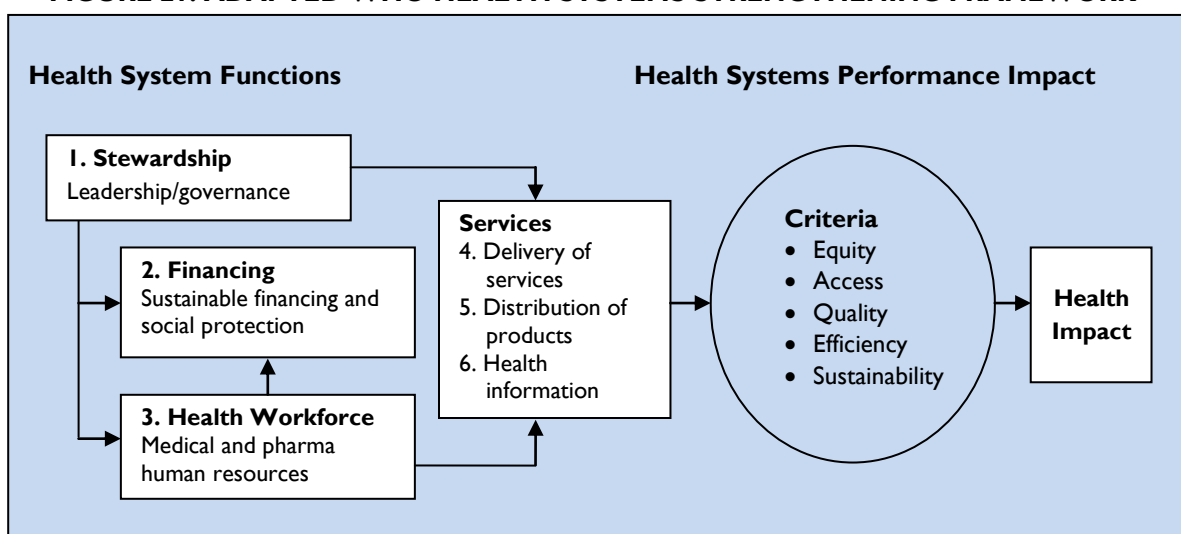 Health System Functions
Health Systems Performance Impact
1. Stewardship
Leadership/governance
2. Financing
Sustainable financing and
social protection
3. Health Workforce
Medical and pharma
human resources
Services
4. Delivery of
services
5. Distribution of
products
6. Health
information
Criteria
• Equity
• Access
• Quality
• Efficiency
• Sustainability
Health
Impact